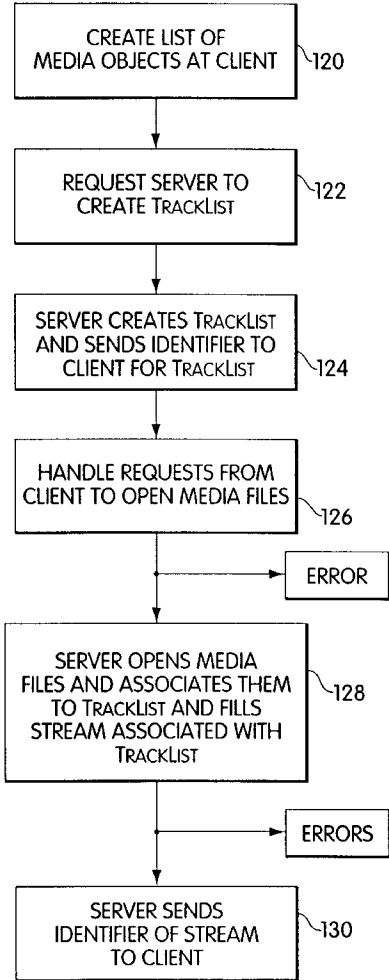 CREATE LIST OF
MEDIA OBJECTS AT CLIENT
120
REQUEST SERVER TO
CREATE TRACKLIST
122
SERVER CREATES TRACKLIST
AND SENDS IDENTIFIER TO
CLIENT FOR TRACKLIST
124
HANDLE REQUESTS FROM
CLIENT TO OPEN MEDIA FILES
126
ERROR
SERVER OPENS MEDIA
FILES AND ASSOCIATES THEM
TO TRACKLIST AND FILLS
STREAM ASSOCIATED WITH
TRACKLIST
128
ERRORS
SERVER SENDS
IDENTIFIER OF STREAM
TO CLIENT
130